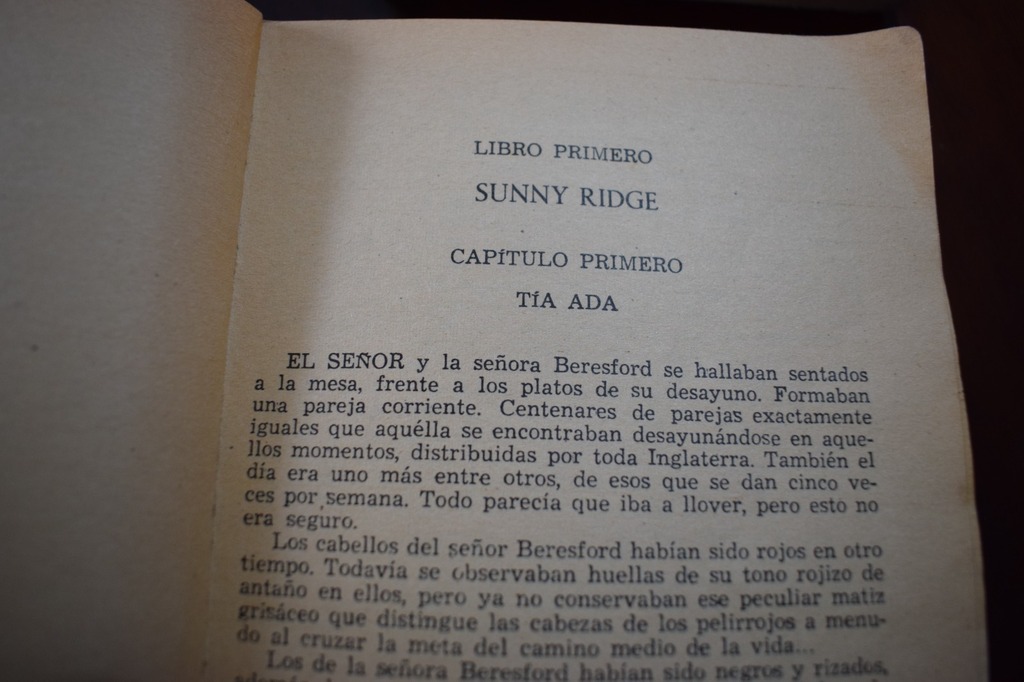 LIBRO PRIMERO
SUNNY RIDGE
CAPÍTULO PRIMERO
TÍA ADA
EL SEÑOR y la señora Beresford se hallaban sentados
a la mesa, frente a los platos de su desayuno. Formaban
una pareja corriente. Centenares de parejas exactamente
iguales que aquélla se encontraban desayunándose en aque-
llos momentos, distribuidas por toda Inglaterra. También el
día era uno más entre otros, de esos que se dan cinco ve-
ces por semana. Todo parecía que iba a llover, pero esto no
era seguro.
Los cabellos del señor Beresford habían sido rojos en otro
tiempo. Todavía se observaban huellas de su tono rojizo de
antaño en ellos, pero ya no conservaban ese peculiar matiz
grisáceo que distingue las cabezas de los pelirrojos a menu-
do al cruzar la meta del camino medio de la vida...
Los de la señora Beresford habían sido negros y rizados,